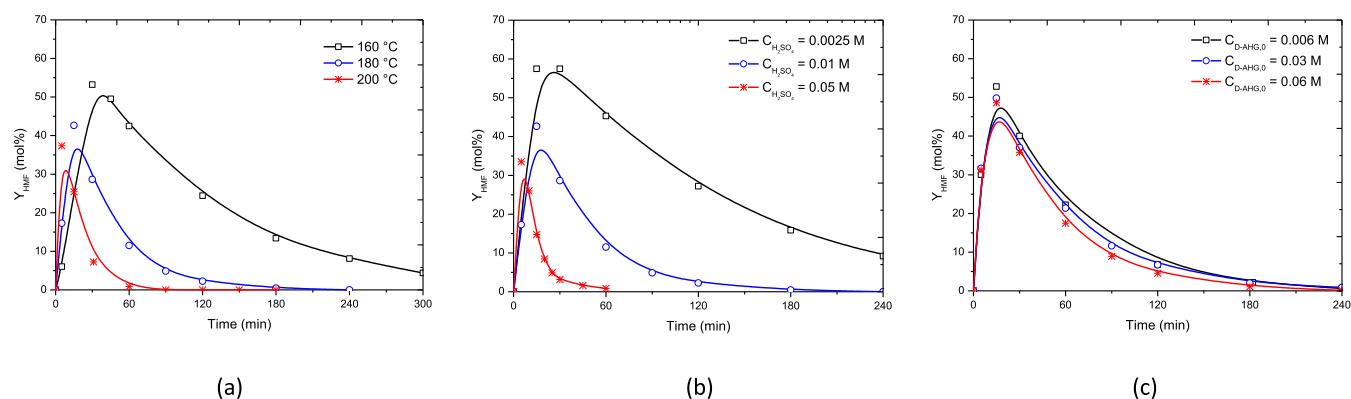 70
60
50
40
30
20
10
0
Y_HMF (mol%)
160 °C
180 °C
200 °C
0 60 120 180 240 300
Time (min)
(a)
70
60
50
40
30
20
10
0
Y_HMF (mol%)
C_H₂SO₄ = 0.0025 M
C_H₂SO₄ = 0.01 M
C_H₂SO₄ = 0.05 M
0 60 120 180 240
Time (min)
(b)
70
60
50
40
30
20
10
0
Y_HMF (mol%)
C_D-AHG,0 = 0.006 M
C_D-AHG,0 = 0.03 M
C_D-AHG,0 = 0.06 M
0 60 120 180 240
Time (min)
(c)